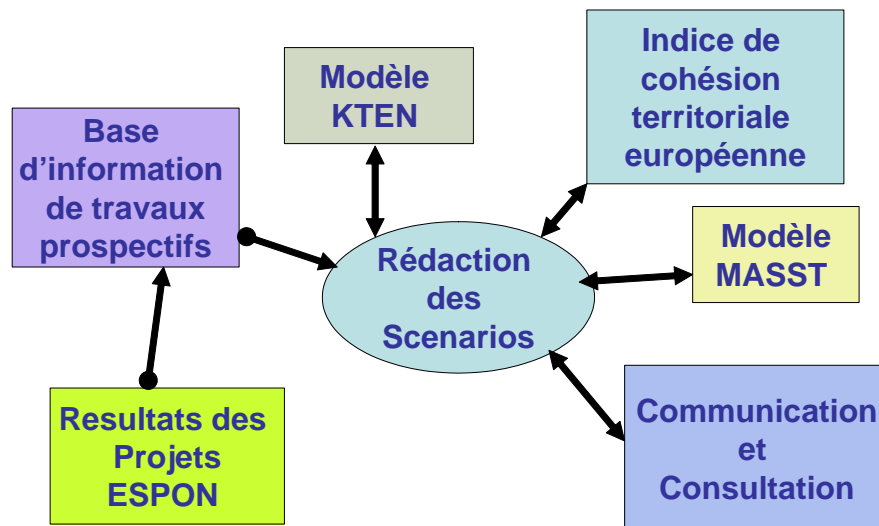 Modèle
KTEN
Indice de
cohésion
territoriale
européenne
Base
d’information
de travaux
prospectifs
Rédaction
des
Scenarios
Modèle
MASST
Resultats des
Projets
ESPON
Communication
et
Consultation